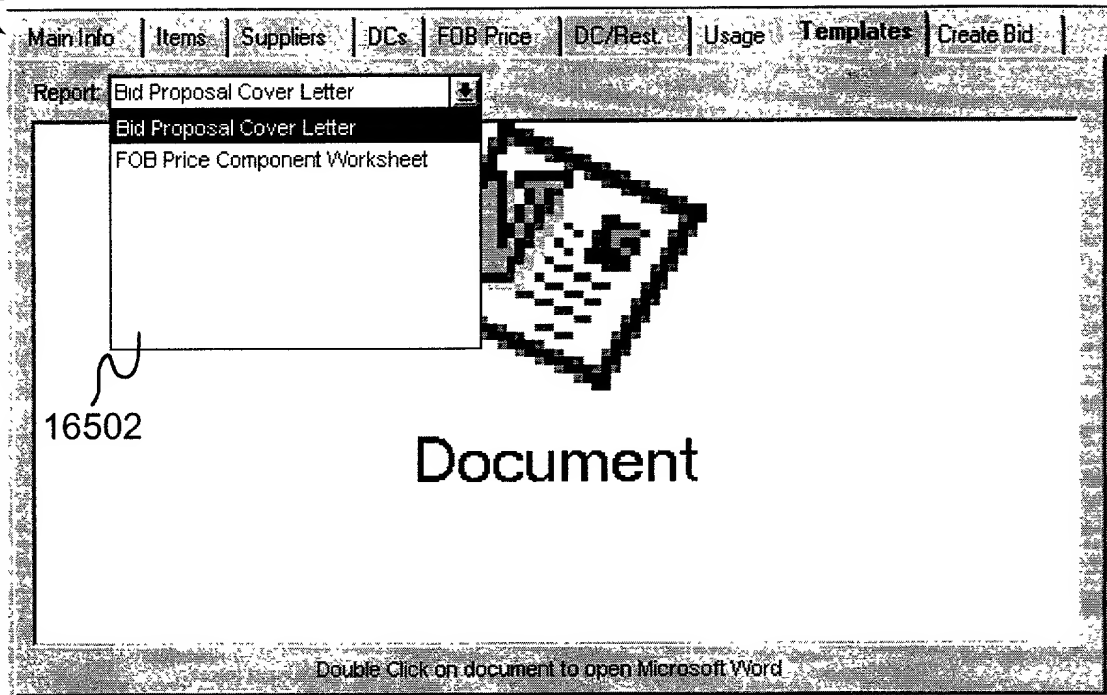 Main Info Items Suppliers DCs FOB Price DC/Rest. Usage Templates Create Bid
Report: Bid Proposal Cover Letter
Bid Proposal Cover Letter
FOB Price Component Worksheet
16502
Document
Double Click on document to open Microsoft Word